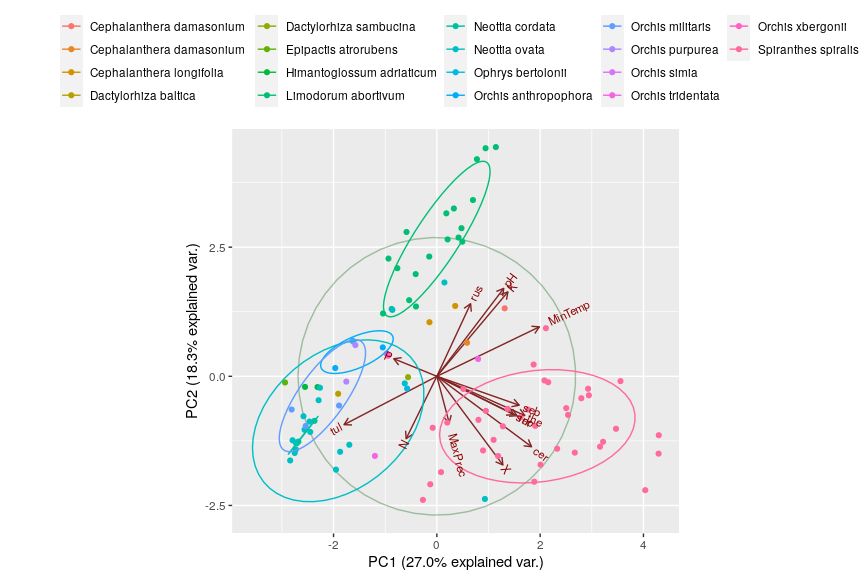 Cephalanthera damasonium
Dactylorhiza sambucina
Neottia cordata
Orchis militaris
Orchis xbergonii
Cephalanthera damasonium
Epipactis atrorubens
Neottia ovata
Orchis purpurea
Spiranthes spiralis
Cephalanthera longifolia
Himantoglossum adriaticum
Ophrys bertolonii
Orchis simia
Dactylorhiza baltica
Limodorum abortivum
Orchis anthropophora
Orchis tridentata
PC2 (18.3% explained var.)
2.5
0.0
-2.5
rus
pH
K
MinTemp
tul
N
MaxPrec
X
cer
seb
-2
0
2
4
PC1 (27.0% explained var.)